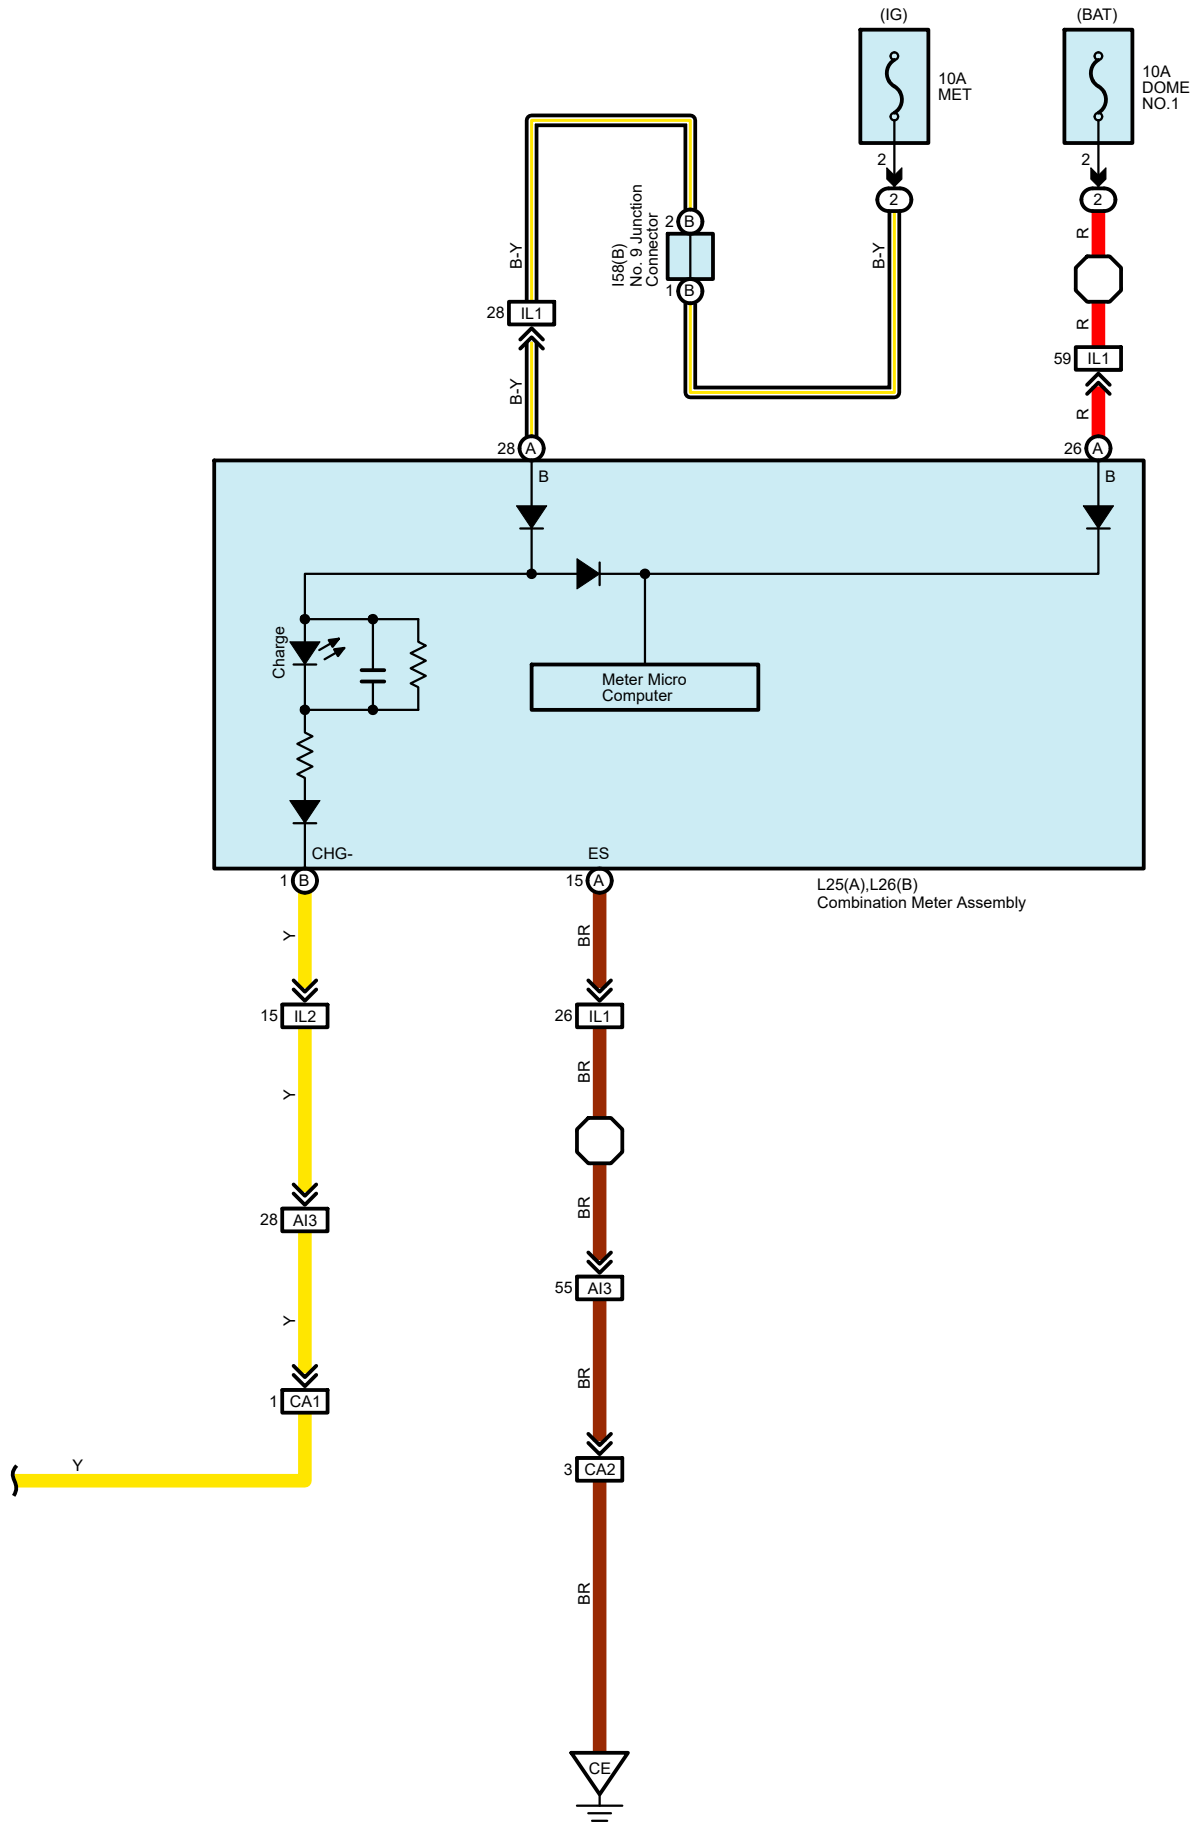 (IG)
(BAT)
10A
MET
10A
DOME
NO.1
2
2
2
2
I58(B)
No. 9 Junction
Connector
2 B
1 B
B-Y
B-Y
R
R
28 IL1
59 IL1
B-Y
R
28 A
26 A
B
B
Charge
Meter Micro
Computer
CHG-
ES
1 B
15 A
L25(A),L26(B)
Combination Meter Assembly
Y
BR
15 IL2
26 IL1
Y
BR
BR
28 AI3
55 AI3
Y
BR
1 CA1
3 CA2
Y
BR
CE